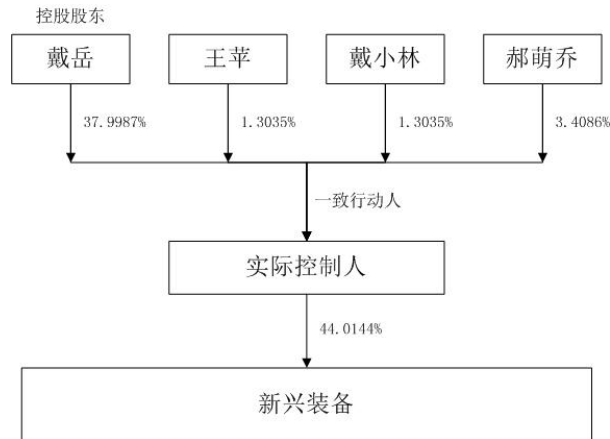 控股股东
戴岳
王苹
戴小林
郝萌乔
37.9987%
1.3035%
1.3035%
3.4086%
一致行动人
实际控制人
44.0144%
新兴装备